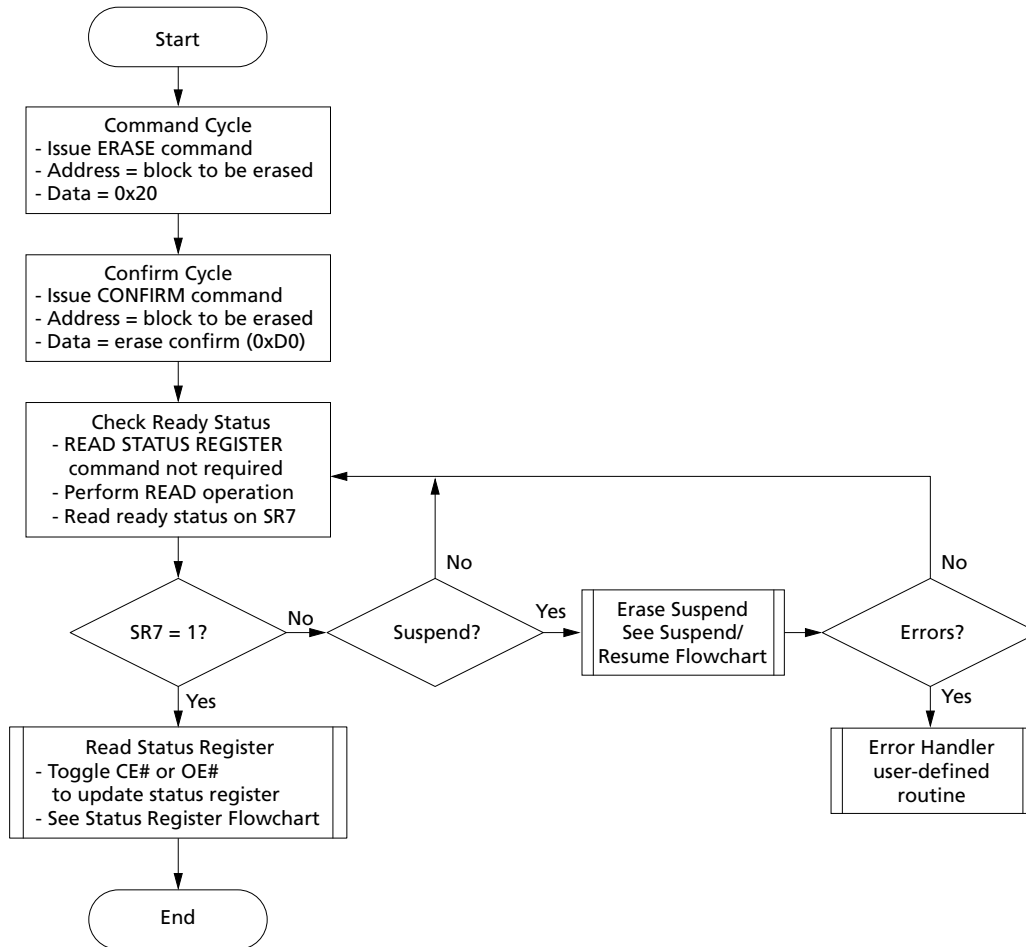 Start
Command Cycle
- Issue ERASE command
- Address = block to be erased
- Data = 0x20
Confirm Cycle
- Issue CONFIRM command
- Address = block to be erased
- Data = erase confirm (0xD0)
Check Ready Status
- READ STATUS REGISTER
command not required
- Perform READ operation
- Read ready status on SR7
No
No
SR7 = 1?
No
Suspend?
Yes
Erase Suspend
See Suspend/
Resume Flowchart
Errors?
Yes
Yes
Read Status Register
- Toggle CE# or OE#
to update status register
- See Status Register Flowchart
Error Handler
user-defined
routine
End